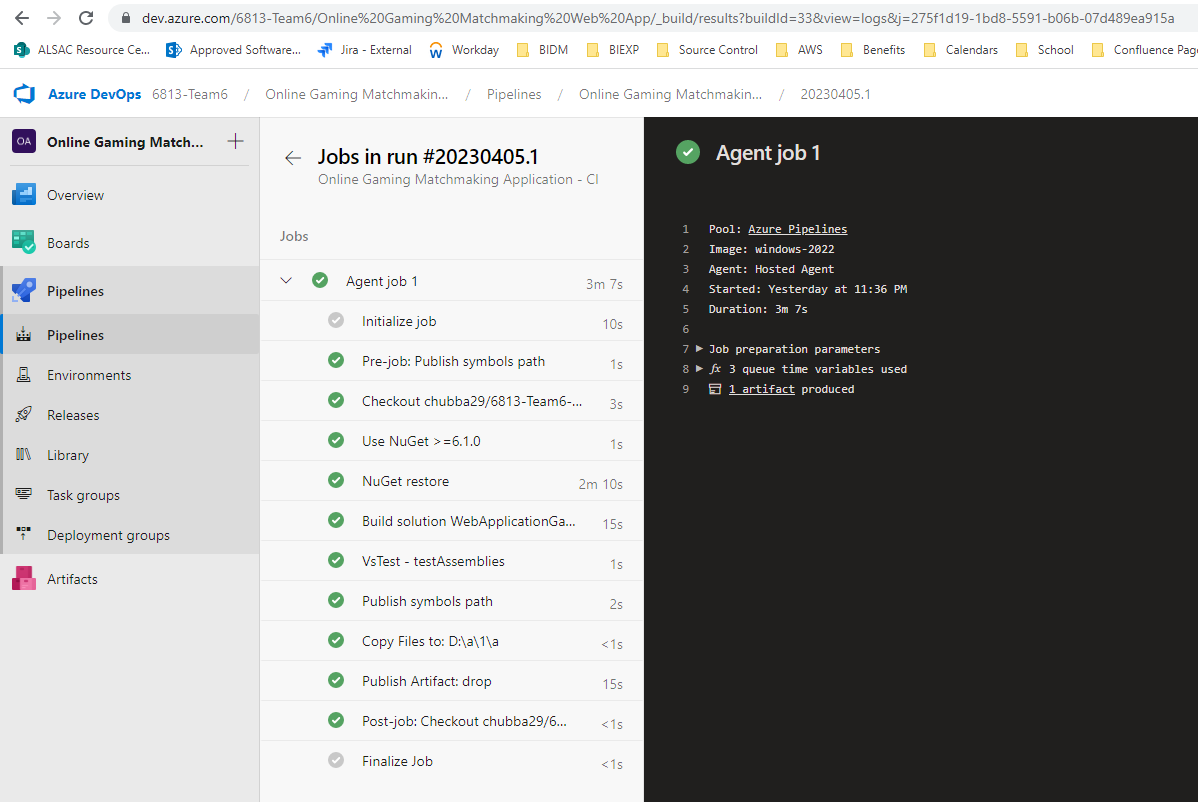 dev.azure.com/6813-Team6/Online%20Gaming%20Matchmaking%20Web%20App/_build/results?buildId=33&view=logs&j=275f1d19-1bd8-5591-b06b-07d489ea915a
ALSAC Resource Ce... Approved Software... Jira - External Workday BIDM BIEXP Source Control AWS Benefits Calendars School Confluence Page
Azure DevOps 6813-Team6 / Online Gaming Matchmakin... / Pipelines / Online Gaming Matchmakin... / 20230405.1
OA Online Gaming Match... +
Overview
Boards
Pipelines
Pipelines
Environments
Releases
Library
Task groups
Deployment groups
Artifacts
Jobs in run #20230405.1
Online Gaming Matchmaking Application - CI
Jobs
Agent job 1 3m 7s
Initialize job 10s
Pre-job: Publish symbols path 1s
Checkout chubba29/6813-Team6-... 3s
Use NuGet >=6.1.0 1s
NuGet restore 2m 10s
Build solution WebApplicationGa... 15s
VsTest - testAssemblies 1s
Publish symbols path 2s
Copy Files to: D:\a\1\a <1s
Publish Artifact: drop 15s
Post-job: Checkout chubba29/6... <1s
Finalize Job <1s
Agent job 1
1 Pool: Azure Pipelines
2 Image: windows-2022
3 Agent: Hosted Agent
4 Started: Yesterday at 11:36 PM
5 Duration: 3m 7s
6
7 Job preparation parameters
8 fx 3 queue time variables used
9 1 artifact produced